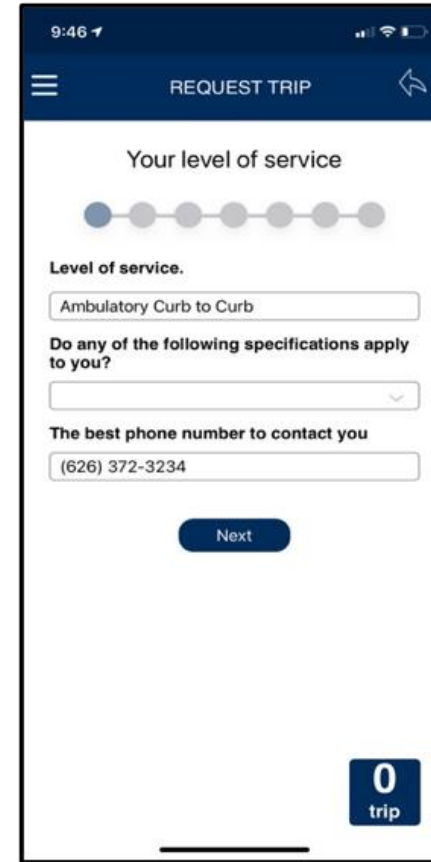 9:46
REQUEST TRIP
Your level of service
Level of service.
Ambulatory Curb to Curb
Do any of the following specifications apply
to you?
The best phone number to contact you
(626) 372-3234
Next
0
trip